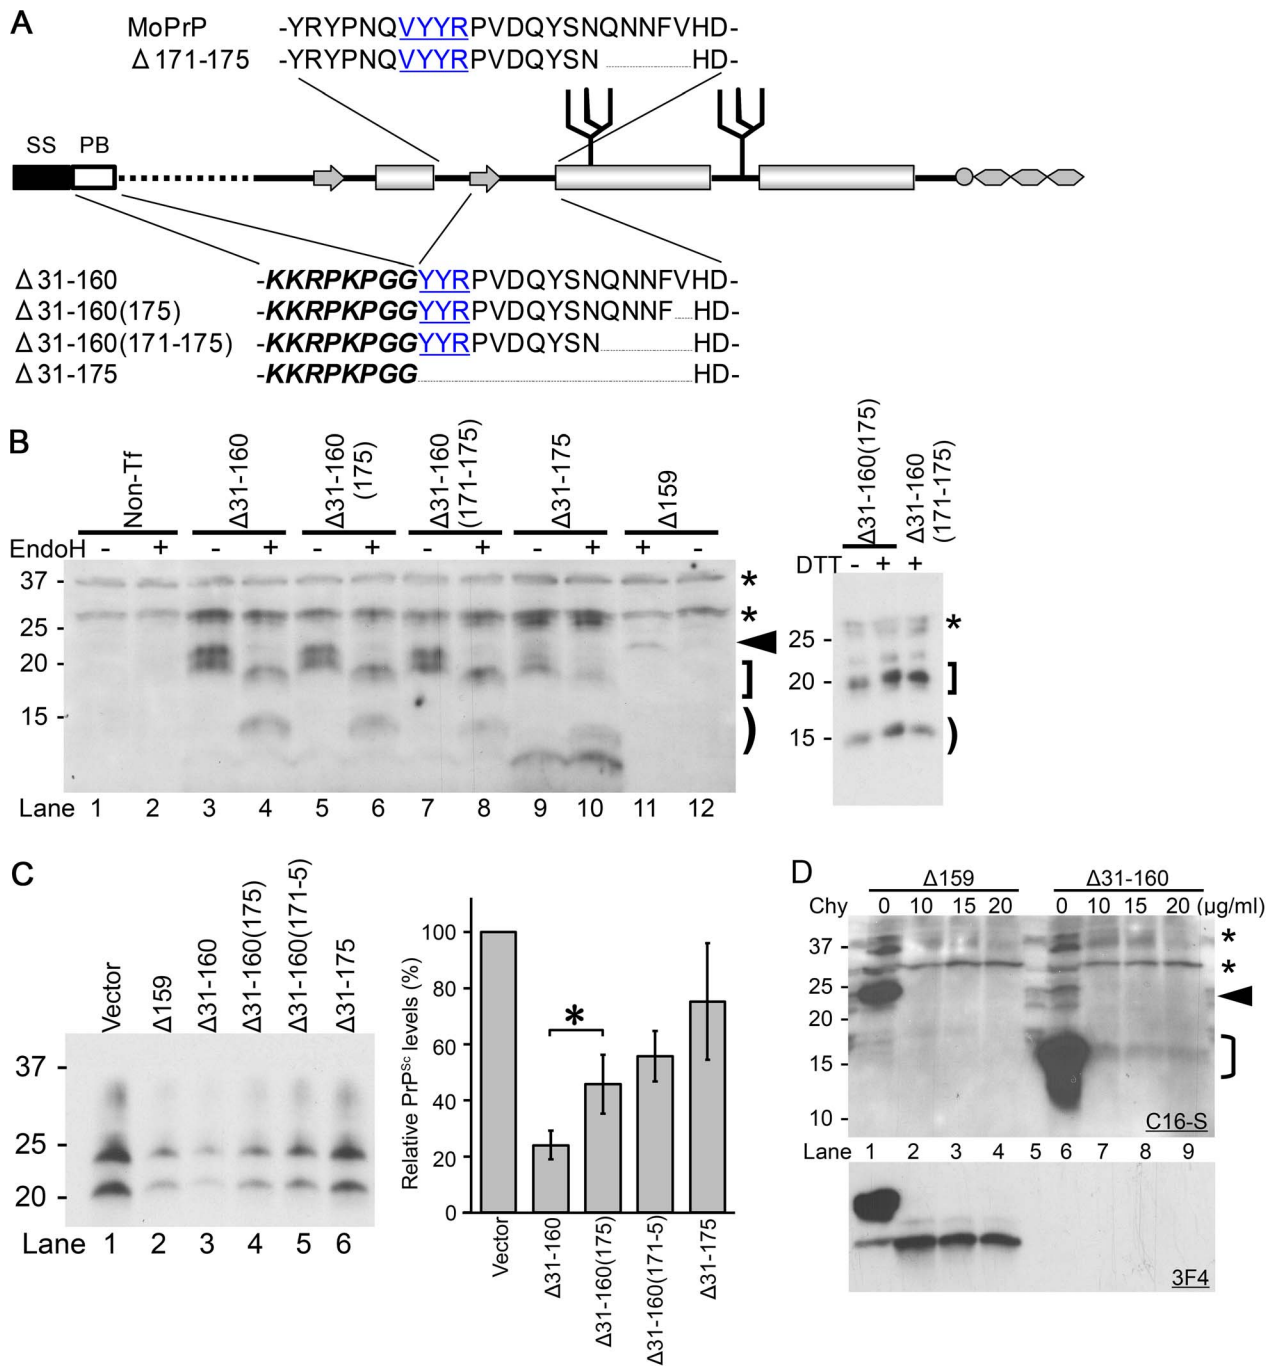 A
MoPrP -YRYPNQVYYRPVDQYSNQNNFVHD-
Δ171-175 -YRYPNQVYYRPVDQYSN HD-
SS PB
Δ31-160 -KKRPKPGGYYRPVDQYSNQNNFVHD-
Δ31-160(175) -KKRPKPGGYYRPVDQYSNQNNF HD-
Δ31-160(171-175) -KKRPKPGGYYRPVDQYSN HD-
Δ31-175 -KKRPKPGG HD-
B
Non-Tf Δ31-160 Δ31-160 (175) Δ31-160 (171-175) Δ31-175 Δ159
EndoH - + - + - + - + - + + -
37 - *
*
25 -
20 - ]
15 - )
Lane 1 2 3 4 5 6 7 8 9 10 11 12
Δ31-160(175) Δ31-160 (171-175)
DTT - + +
*
25 -
20 - ]
15 - )
C
Vector Δ159 Δ31-160 Δ31-160(175) Δ31-160(171-5) Δ31-175
37 -
25 -
20 -
Lane 1 2 3 4 5 6
Relative PrPSc levels (%)
100
80
60
40
20
0
*
Vector Δ31-160 Δ31-160(175) Δ31-160(171-5) Δ31-175
D
Δ159 Δ31-160
Chy 0 10 15 20 0 10 15 20 (µg/ml)
37 - *
*
25 -
20 -
15 - ]
10 -
C16-S
Lane 1 2 3 4 5 6 7 8 9
3F4